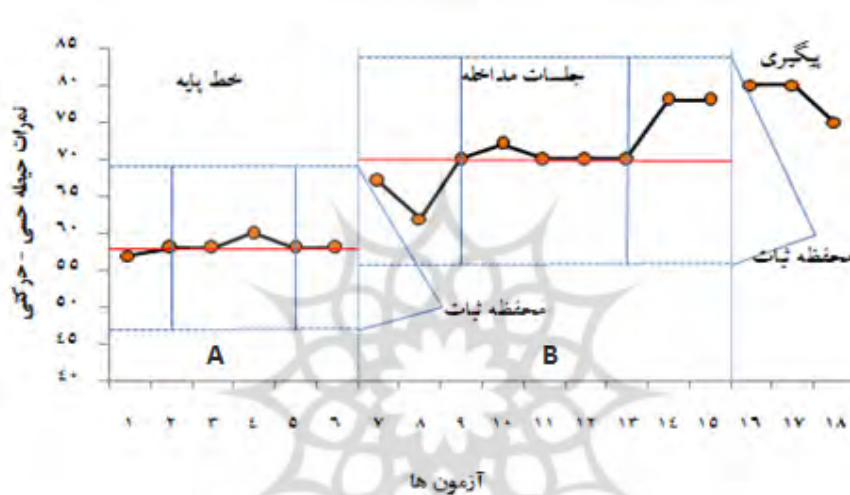 نمرات حیطه حسی - حرکتی
۸۵
۸۰
۷۵
۷۰
۶۵
۶۰
۵۵
۵۰
۴۵
۴۰
خط پایه
جلسات مداخله
پیگیری
محفظه ثبات
محفظه ثبات
A
B
۱ ۲ ۳ ۴ ۵ ۶ ۷ ۸ ۹ ۱۰ ۱۱ ۱۲ ۱۳ ۱٤ ۱۵ ۱۶ ۱۷ ۱۸
آزمون ها